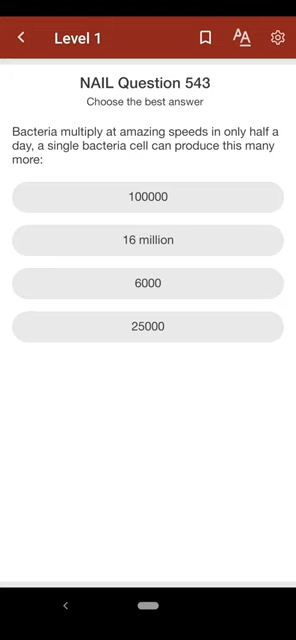 Level 1
AA
NAIL Question 543
Choose the best answer
Bacteria multiply at amazing speeds in only half a
day, a single bacteria cell can produce this many
more:
100000
16 million
6000
25000